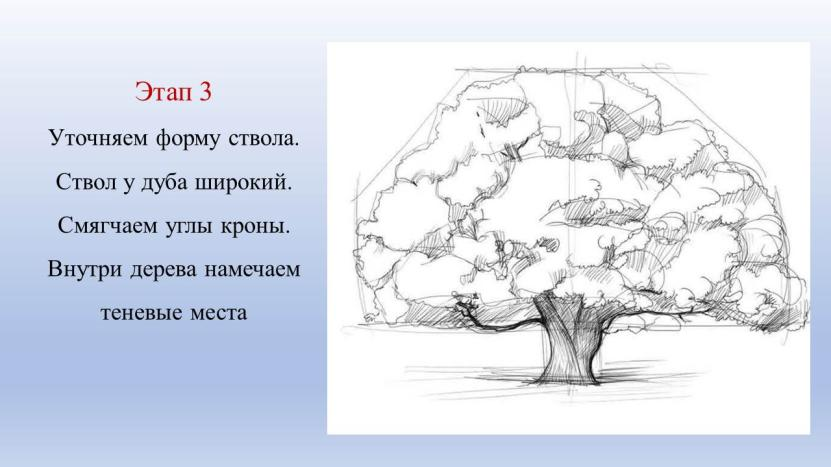 Этап 3
Уточняем форму ствола.
Ствол у дуба широкий.
Смягчаем углы кроны.
Внутри дерева намечаем
теневые места